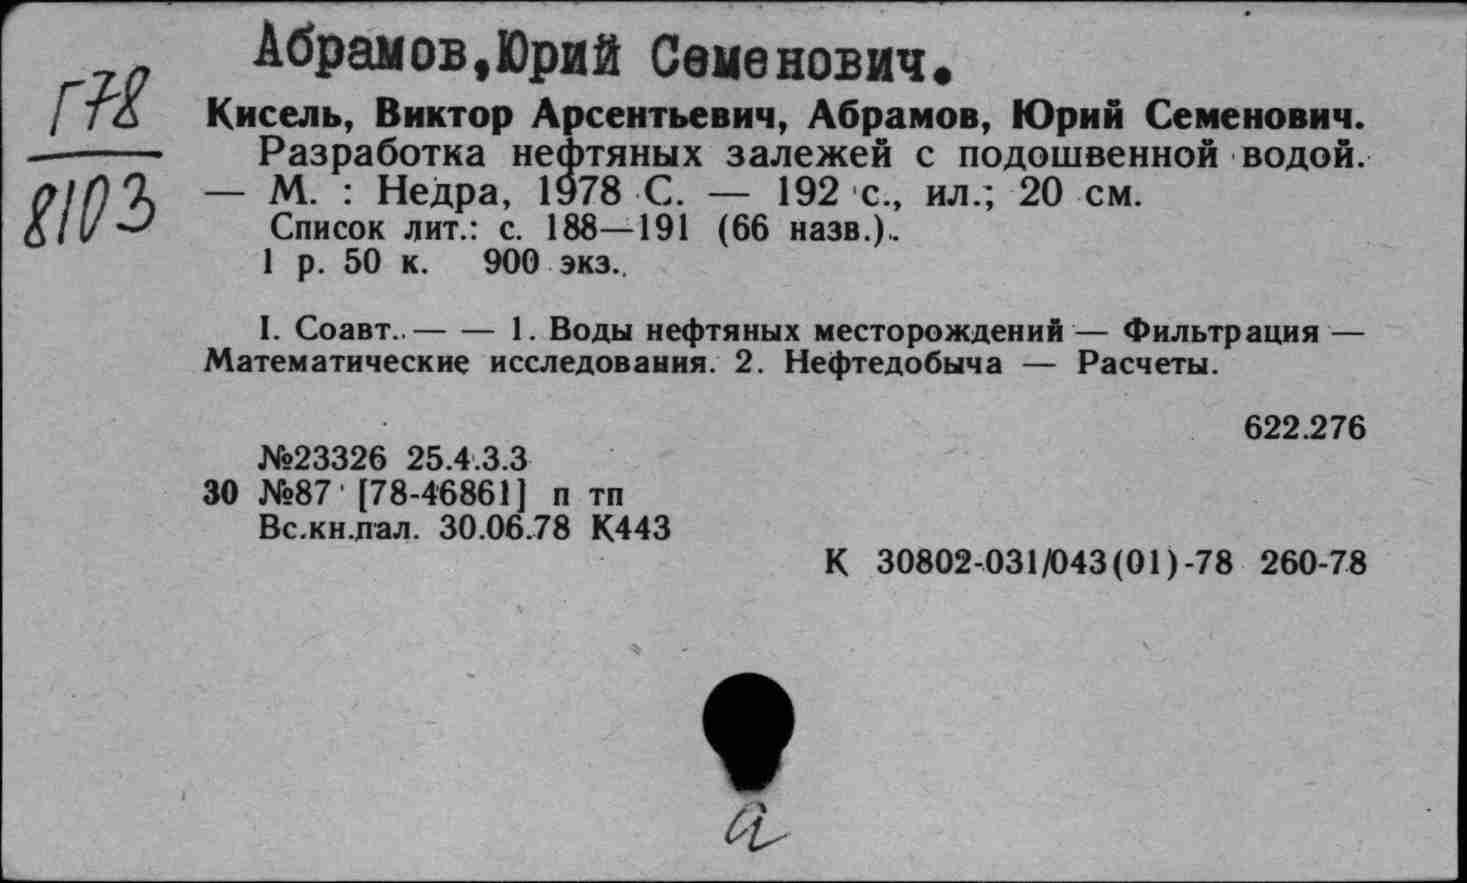 Абрамов, Юрий Семенович.
Г78
8103
Кисель, Виктор Арсентьевич, Абрамов, Юрий Семенович.
Разработка нефтяных залежей с подошвенной водой.
— М. : Недра, 1978 С. — 192 с., ил.; 20 см.
Список лит.: с. 188—191 (66 назв.).
1 р. 50 к. 900 экз.
I. Соавт. — — 1. Воды нефтяных месторождений — Фильтрация —
Математические исследования. 2. Нефтедобыча — Расчеты.
622.276
№23326 25.4.3.3
30 №87 [78-46861] п тп
Вс.кн.пал. 30.06.78 К443
К 30802-031/043(01)-78 260-78
а